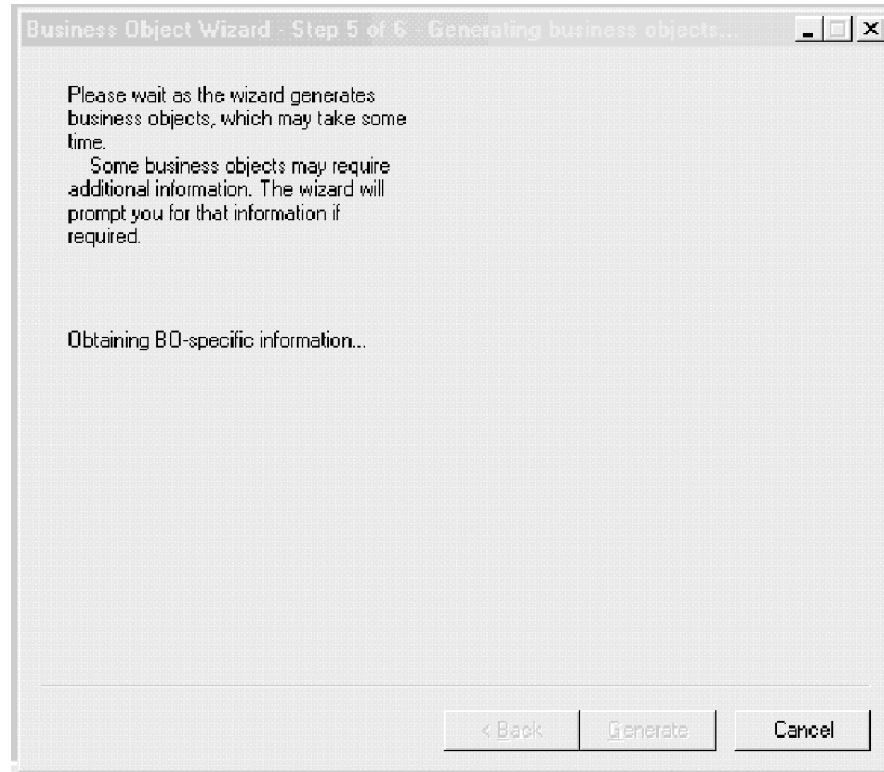 Business Object Wizard - Step 5 of 6 - Generating business objects...
Please wait as the wizard generates
business objects, which may take some
time.
Some business objects may require
additional information. The wizard will
prompt you for that information if
required.
Obtaining BO-specific information...
< Back
Generate
Cancel